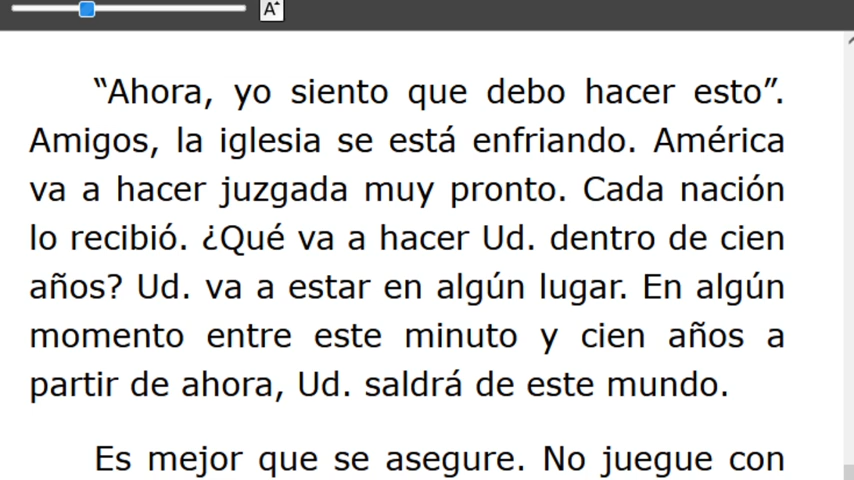 A
“Ahora, yo siento que debo hacer esto”.
Amigos, la iglesia se está enfriando. América
va a hacer juzgada muy pronto. Cada nación
lo recibió. ¿Qué va a hacer Ud. dentro de cien
años? Ud. va a estar en algún lugar. En algún
momento entre este minuto y cien años a
partir de ahora, Ud. saldrá de este mundo.
Es mejor que se asegure. No juegue con